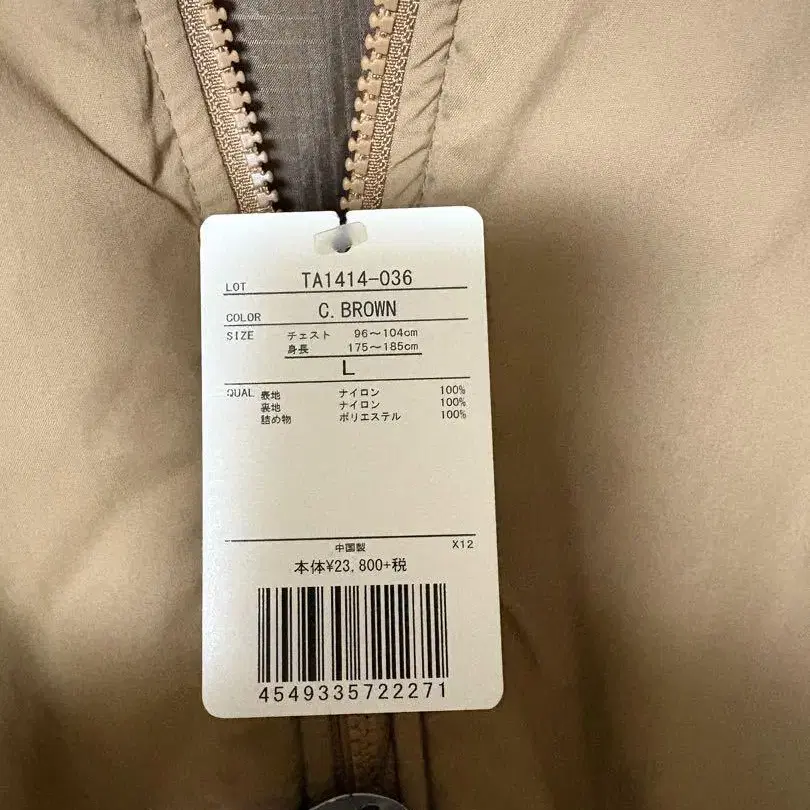 LOT TA1414-036
COLOR C.BROWN
SIZE チェスト 96～104cm
身長 175～185cm
L
QUAL 表地 ナイロン 100%
裏地 ナイロン 100%
詰め物 ポリエステル 100%
中国製 X12
本体¥23,800+税
4549335722271